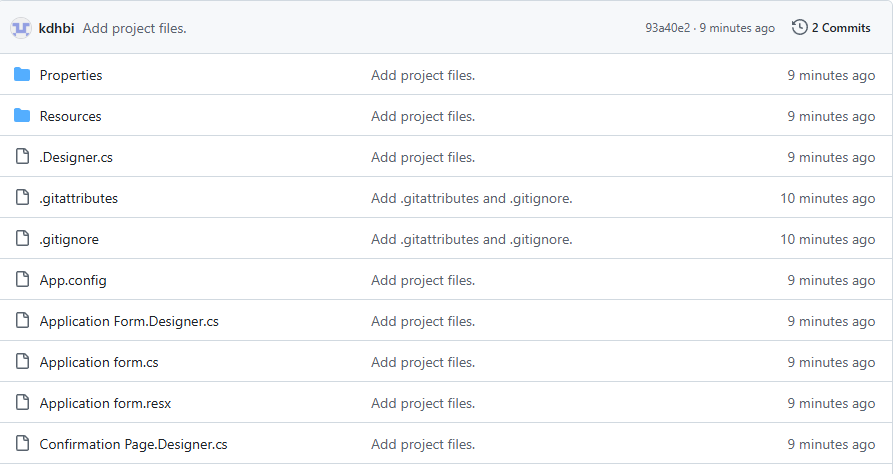 kdhbi Add project files. 93a40e2 · 9 minutes ago 2 Commits
Properties Add project files. 9 minutes ago
Resources Add project files. 9 minutes ago
.Designer.cs Add project files. 9 minutes ago
.gitattributes Add .gitattributes and .gitignore. 10 minutes ago
.gitignore Add .gitattributes and .gitignore. 10 minutes ago
App.config Add project files. 9 minutes ago
Application Form.Designer.cs Add project files. 9 minutes ago
Application form.cs Add project files. 9 minutes ago
Application form.resx Add project files. 9 minutes ago
Confirmation Page.Designer.cs Add project files. 9 minutes ago